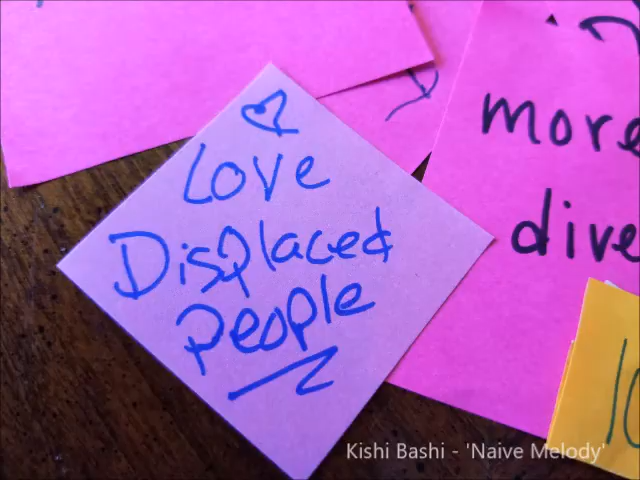 Love
Displaced
People
more
dive
Kishi Bashi - 'Naive Melody'